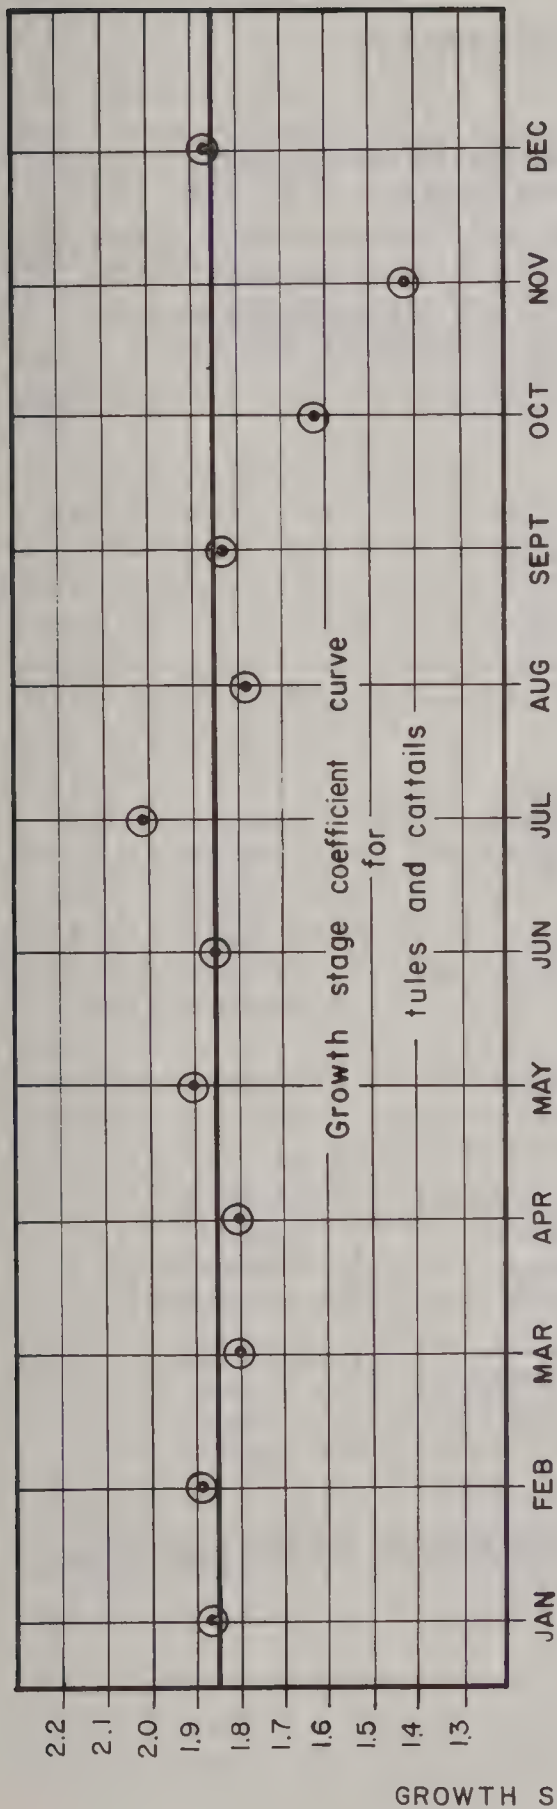 2.2
2.1
2.0
1.9
1.8
1.7
1.6
1.5
1.4
1.3
GROWTH S
JAN
FEB
MAR
APR
MAY
JUN
JUL
AUG
SEPT
OCT
NOV
DEC
Growth stage coefficient curve
for
tules and cattails